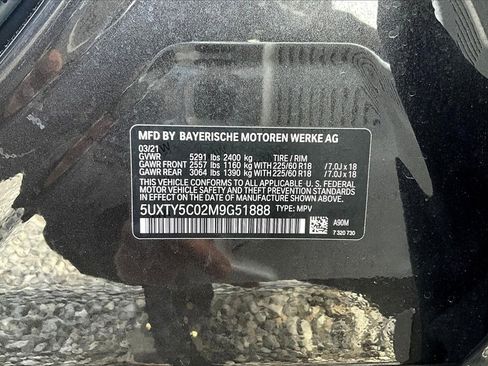 MFD BY BAYERISCHE MOTOREN WERKE AG
03/21
GVWR 5291 lbs 2400 kg TIRE / RIM
GAWR FRONT 2557 lbs 1160 kg WITH 225/60 R18 /7.0J x 18
GAWR REAR 3064 lbs 1390 kg WITH 225/60 R18 /7.0J x 18
THIS VEHICLE CONFORMS TO ALL APPLICABLE U. S. FEDERAL
MOTOR VEHICLE SAFETY STANDARDS IN EFFECT ON THE DATE
OF MANUFACTURE SHOWN ABOVE.
5UXTY5C02M9G51888 TYPE: MPV
A90M
7 320 730